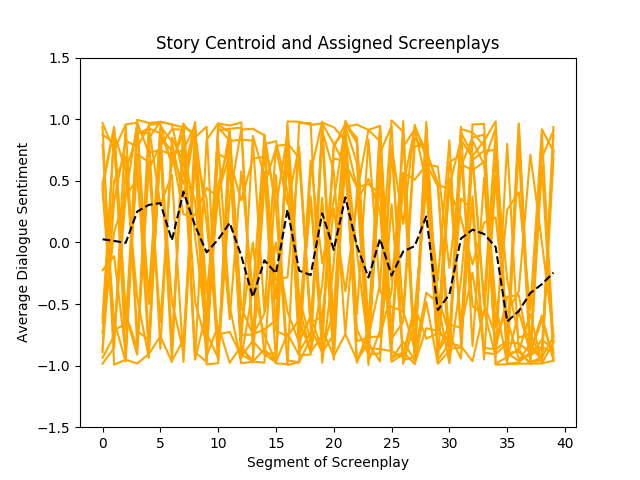 Story Centroid and Assigned Screenplays
1.5
1.0
0.5
0.0
−0.5
−1.0
−1.5
Average Dialogue Sentiment
0 5 10 15 20 25 30 35 40
Segment of Screenplay